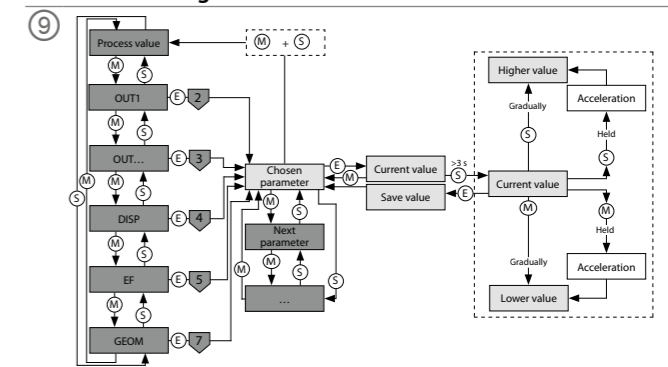 9
Process value
M + S
M
S
OUT1
E
2
M
S
OUT...
E
3
M
S
M
S
DISP
E
4
M
S
EF
E
5
M
S
GEOM
E
7
Chosen
parameter
M
S
Next
parameter
M
S
M
S
...
E
M
Current value
Save value
>3 s
S
E
Higher value
Gradually
S
Acceleration
Held
S
Current value
M
Gradually
M
Held
Acceleration
Lower value